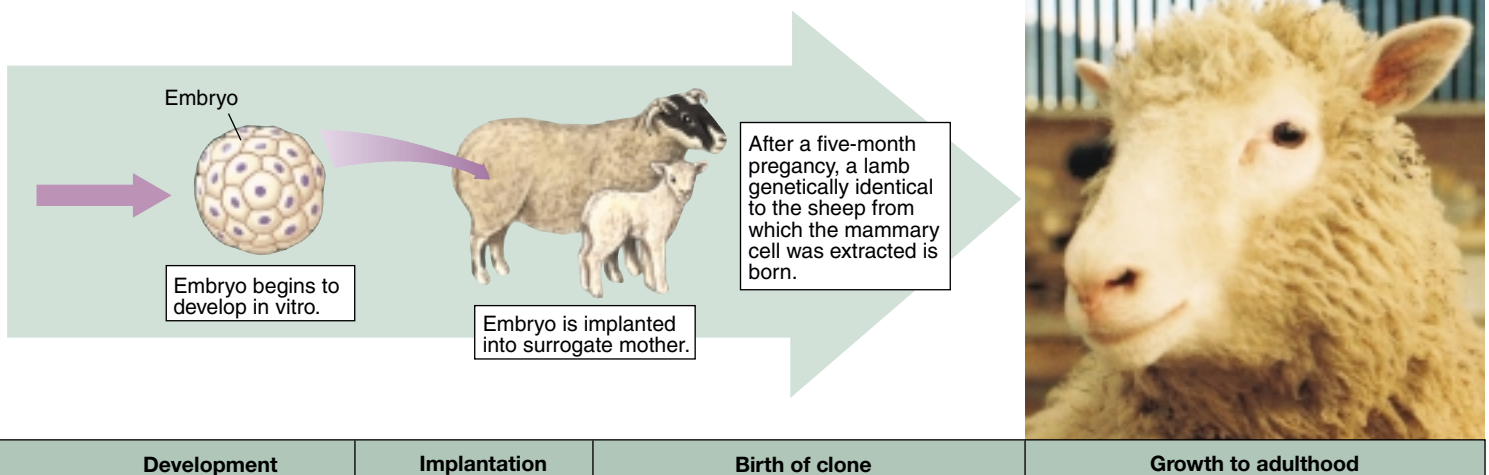 Embryo
Embryo begins to
develop in vitro.
Embryo is implanted
into surrogate mother.
After a five-month
pregancy, a lamb
genetically identical
to the sheep from
which the mammary
cell was extracted is
born.
Development
Implantation
Birth of clone
Growth to adulthood